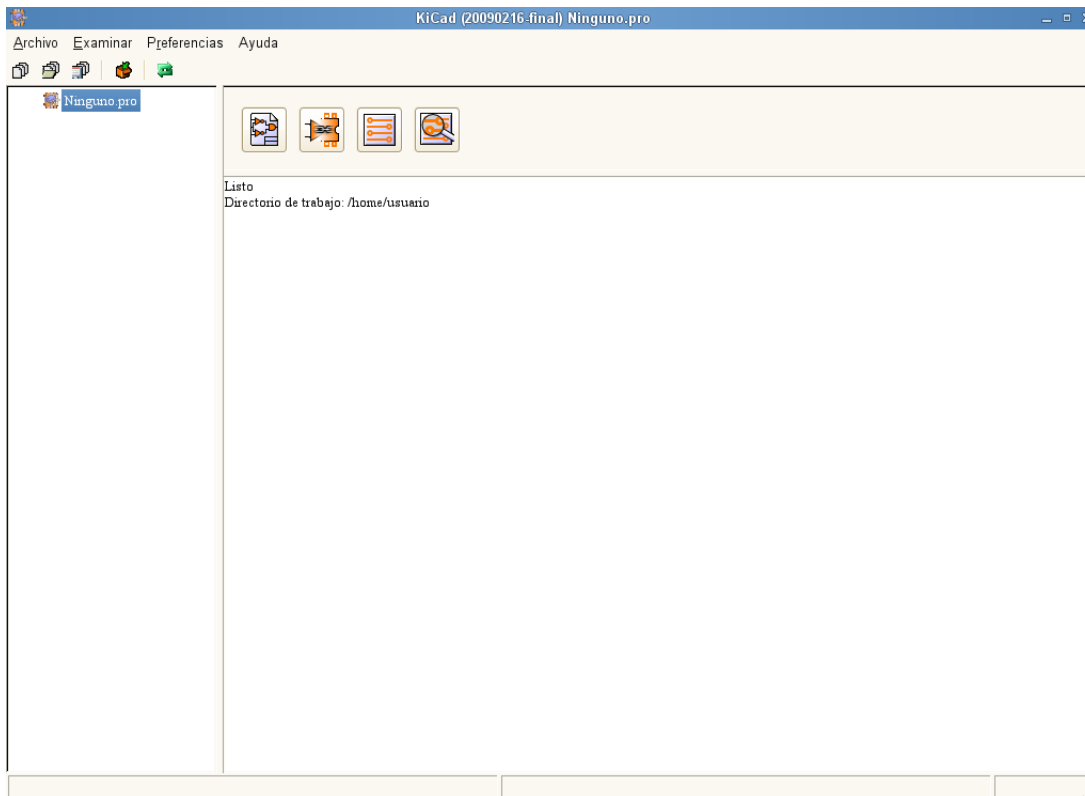 KiCad (20090216-final) Ninguno.pro
Archivo Examinar Preferencias Ayuda
Ninguno.pro
Listo
Directorio de trabajo: /home/usuario